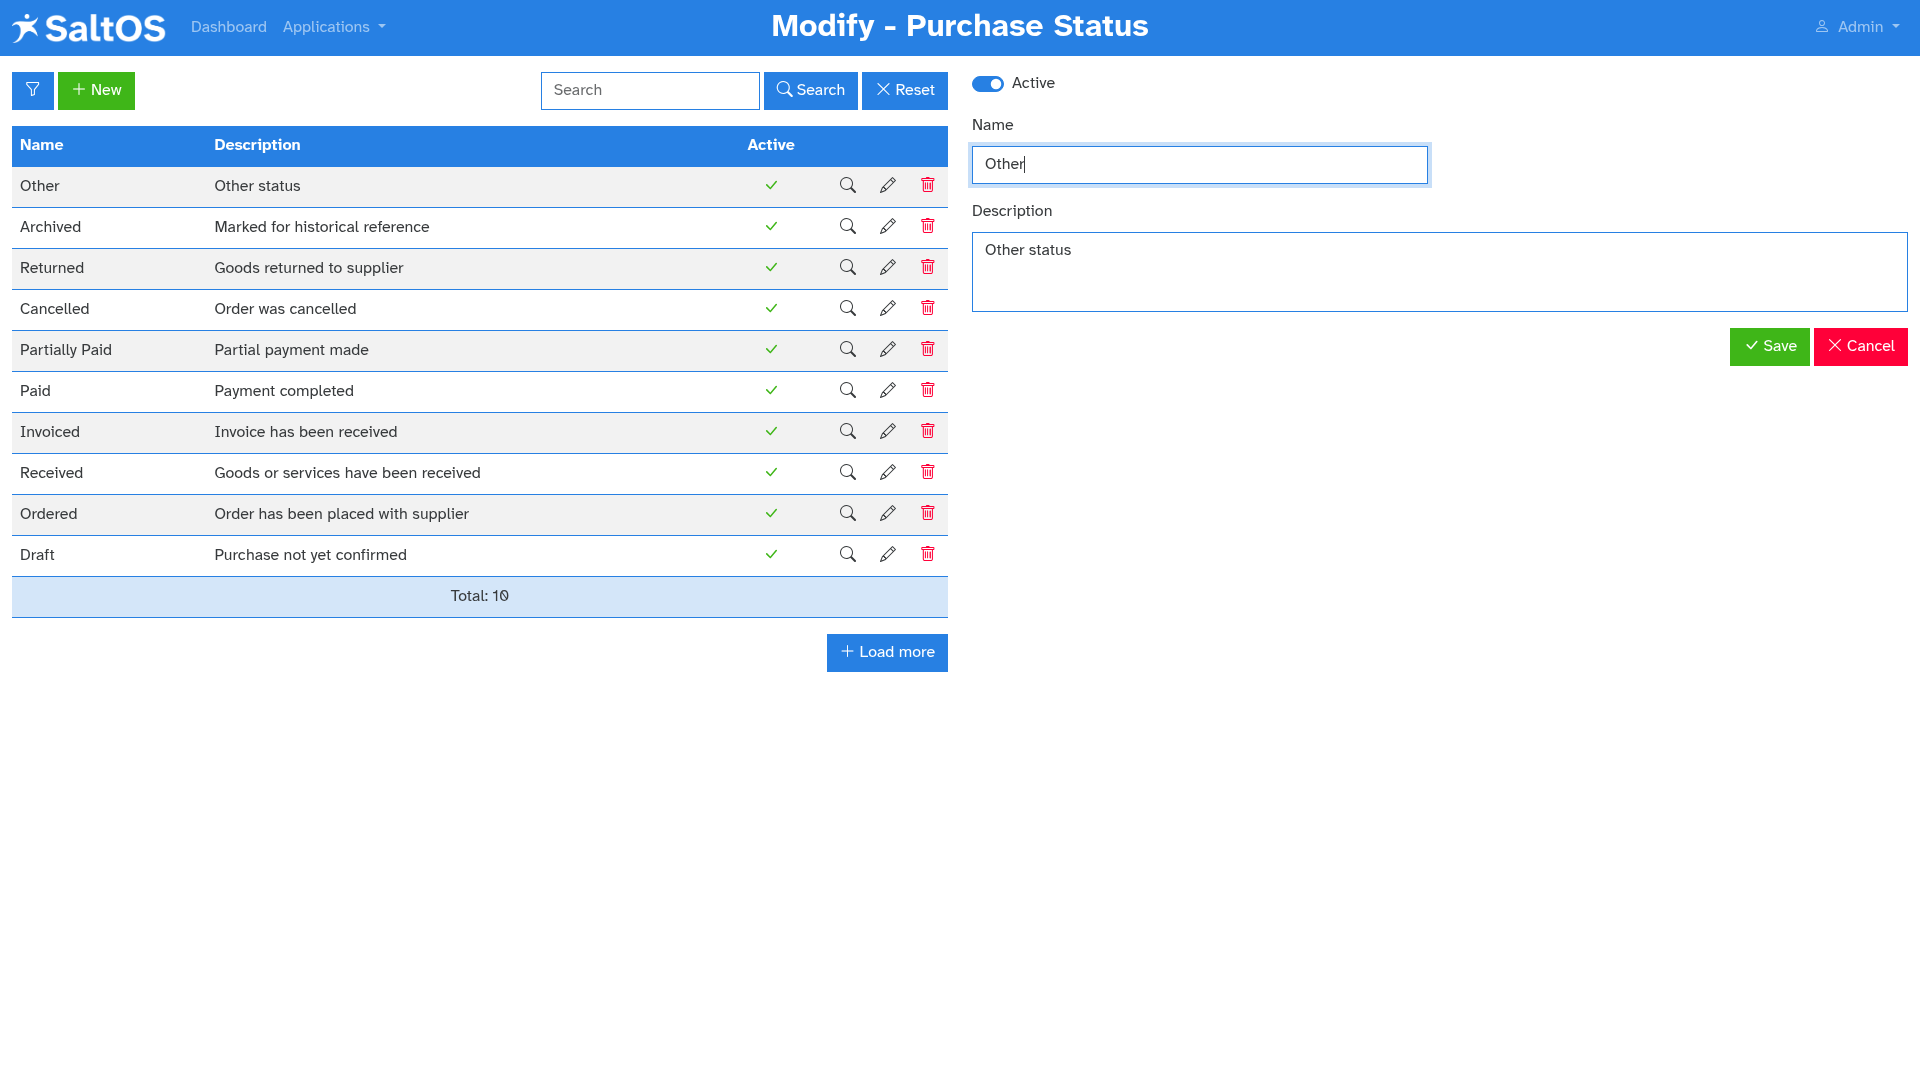 SaltOS
Dashboard
Applications
Modify - Purchase Status
Admin
New
Search
Search
Reset
Name Description Active
Other Other status
Archived Marked for historical reference
Returned Goods returned to supplier
Cancelled Order was cancelled
Partially Paid Partial payment made
Paid Payment completed
Invoiced Invoice has been received
Received Goods or services have been received
Ordered Order has been placed with supplier
Draft Purchase not yet confirmed
Total: 10
Load more
Active
Name
Other
Description
Other status
Save
Cancel